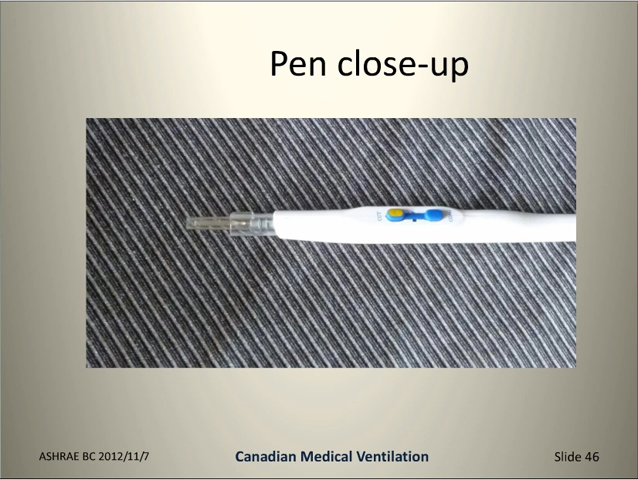 Pen close-up
ASHRAE BC 2012/11/7
Canadian Medical Ventilation
Slide 46